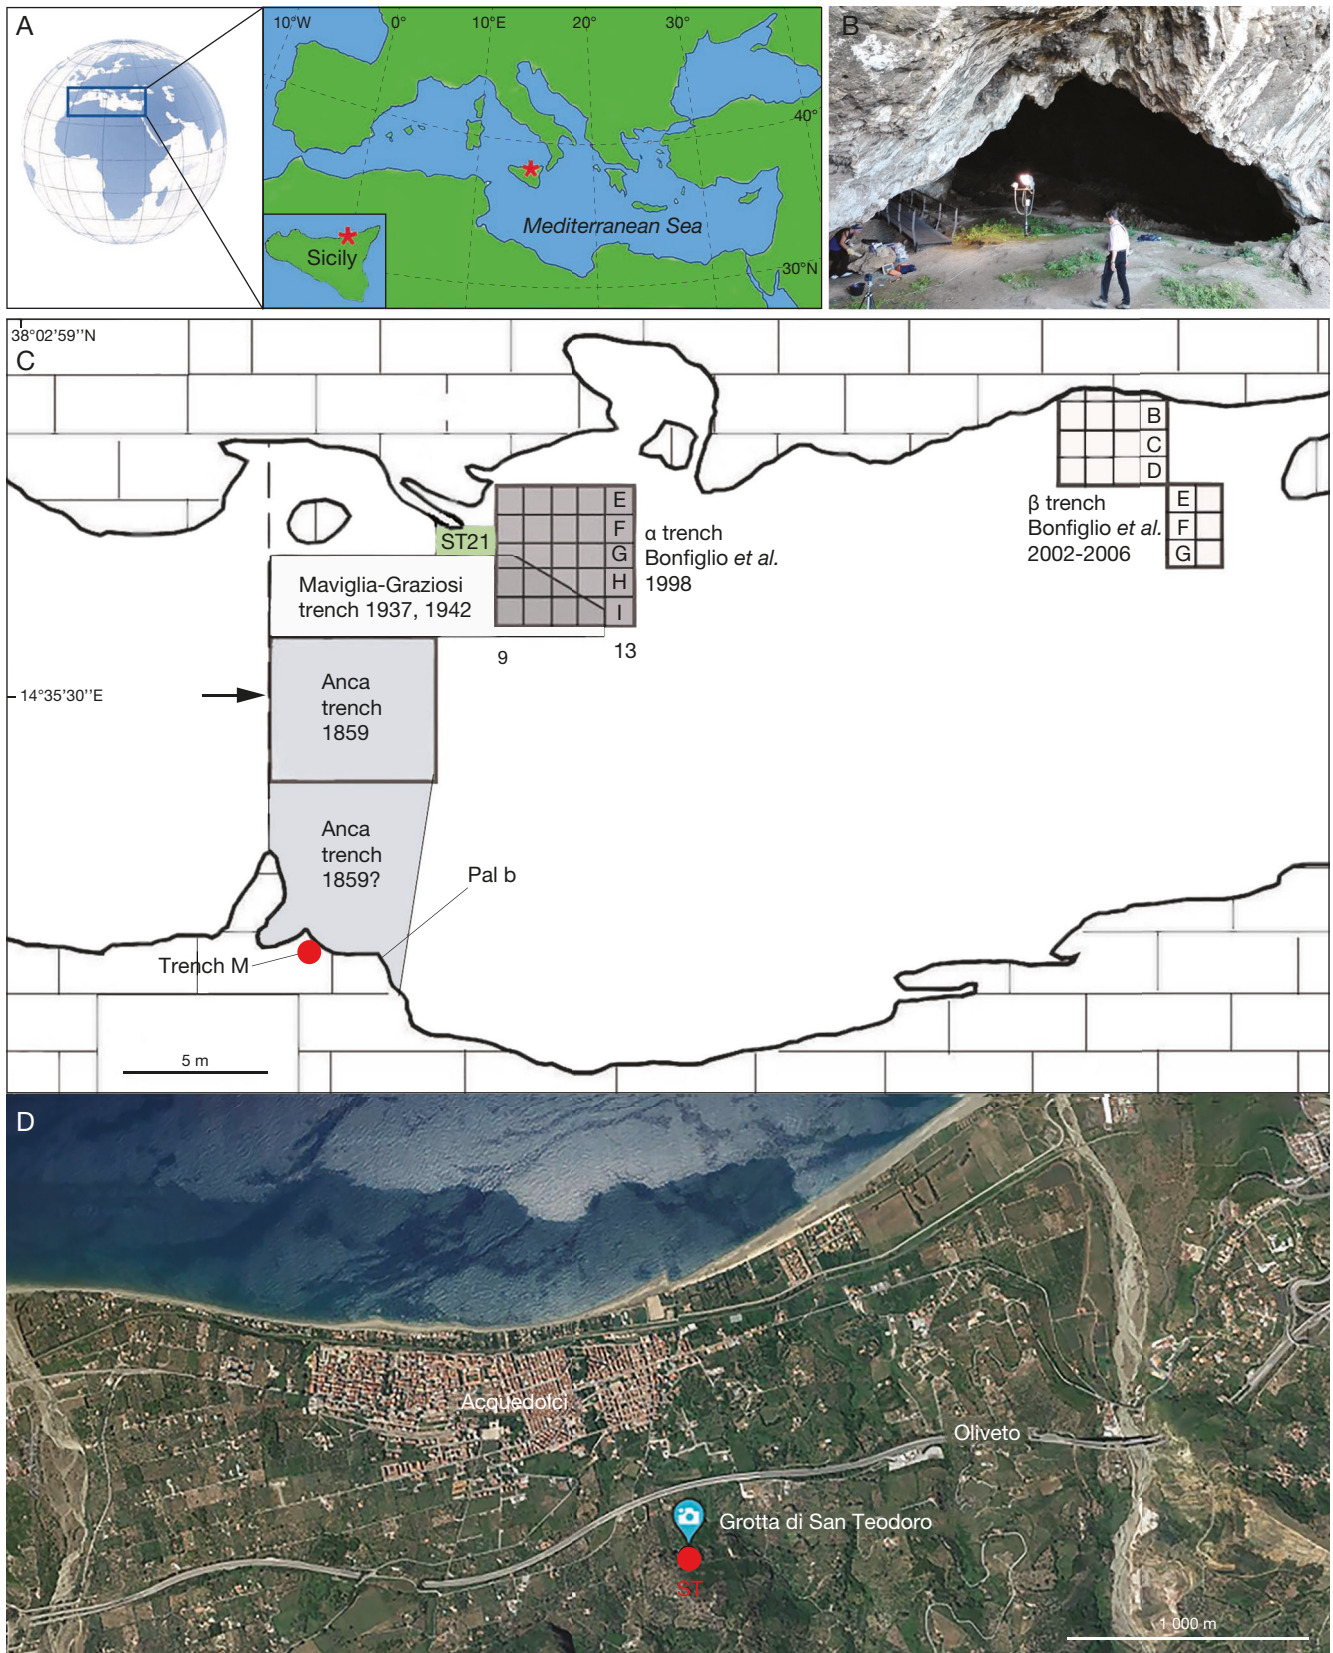 A
10°W
0°
10°E
20°
30°
40°
Mediterranean Sea
30°N
Sicily
B
38°02’59’’N
C
B
C
D
E
F
G
β trench
Bonfiglio et al.
2002-2006
E
F
G
H
I
α trench
Bonfiglio et al.
1998
ST21
Maviglia-Graziosi
trench 1937, 1942
9
13
14°35’30’’E
Anca
trench
1859
Anca
trench
1859?
Pal b
Trench M
5 m
D
Acquedolci
Oliveto
Grotta di San Teodoro
ST
1 000 m